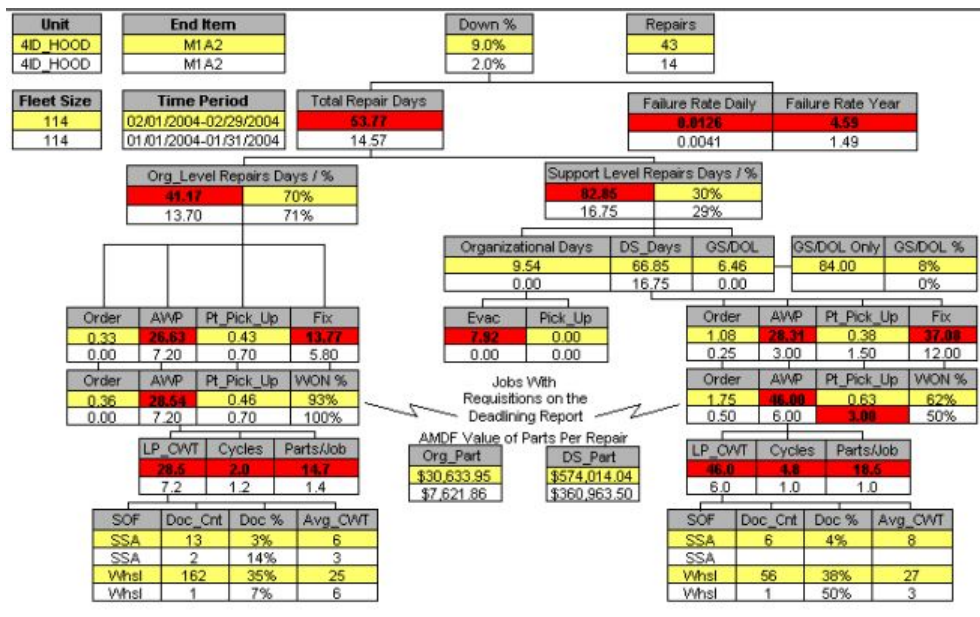 Unit End Item Down % Repairs
4ID_HOOD M1A2 9.0% 43
4ID_HOOD M1A2 2.0% 14
Fleet Size Time Period Total Repair Days Failure Rate Daily Failure Rate Year
114 02/01/2004-02/29/2004 53.77 0.0126 4.59
114 01/01/2004-01/31/2004 14.57 0.0041 1.49
Org_Level Repairs Days / % Support Level Repairs Days / %
41.17 70% 82.85 30%
13.70 71% 16.75 29%
Organizational Days DS_Days GS/DOL GS/DOL Only GS/DOL %
9.54 66.85 6.46 84.00 8%
0.00 16.75 0.00 0%
Order AWP Pt_Pick_Up Fix Evac Pick_Up Order AWP Pt_Pick_Up Fix
0.33 26.63 0.43 13.77 7.92 0.00 1.08 28.31 0.38 37.08
0.00 7.20 0.70 5.80 0.00 0.00 0.25 3.00 1.50 12.00
Order AWP Pt_Pick_Up WON % Order AWP Pt_Pick_Up WON %
0.36 28.54 0.46 93% 1.75 46.00 0.63 62%
0.00 7.20 0.70 100% 0.50 6.00 3.00 50%
Jobs With
Requisitions on the
Deadlining Report
AMDF Value of Parts Per Repair
LP_CWT Cycles Parts/Job Org_Part DS_Part LP_CWT Cycles Parts/Job
28.5 2.0 14.7 $30,633.95 $574,014.04 46.0 4.8 18.5
7.2 1.2 1.4 $7,621.86 $360,963.50 6.0 1.0 1.0
SOF Doc_Cnt Doc % Avg_CWT SOF Doc_Cnt Doc % Avg_CWT
SSA 13 3% 6 SSA 6 4% 8
SSA 2 14% 3 SSA
Whsl 162 35% 25 Whsl 56 38% 27
Whsl 1 7% 6 Whsl 1 50% 3